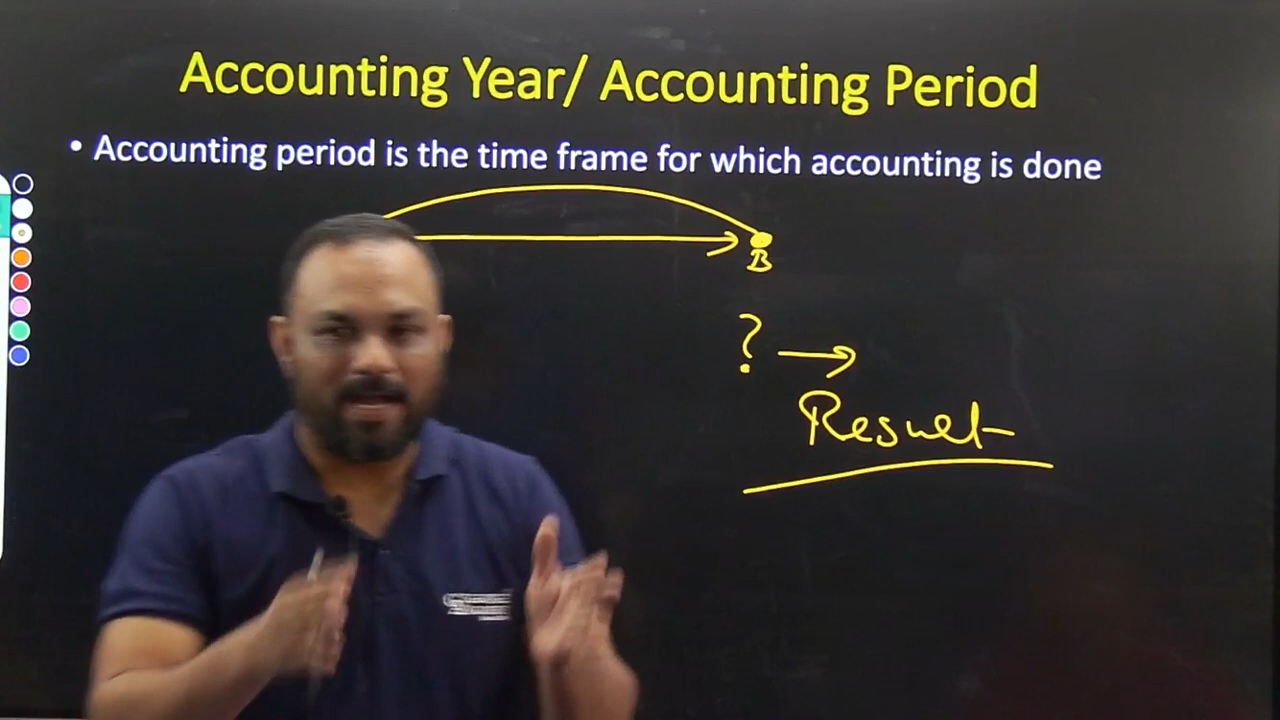 Accounting Year/ Accounting Period
• Accounting period is the time frame for which accounting is done
B
? →
Result